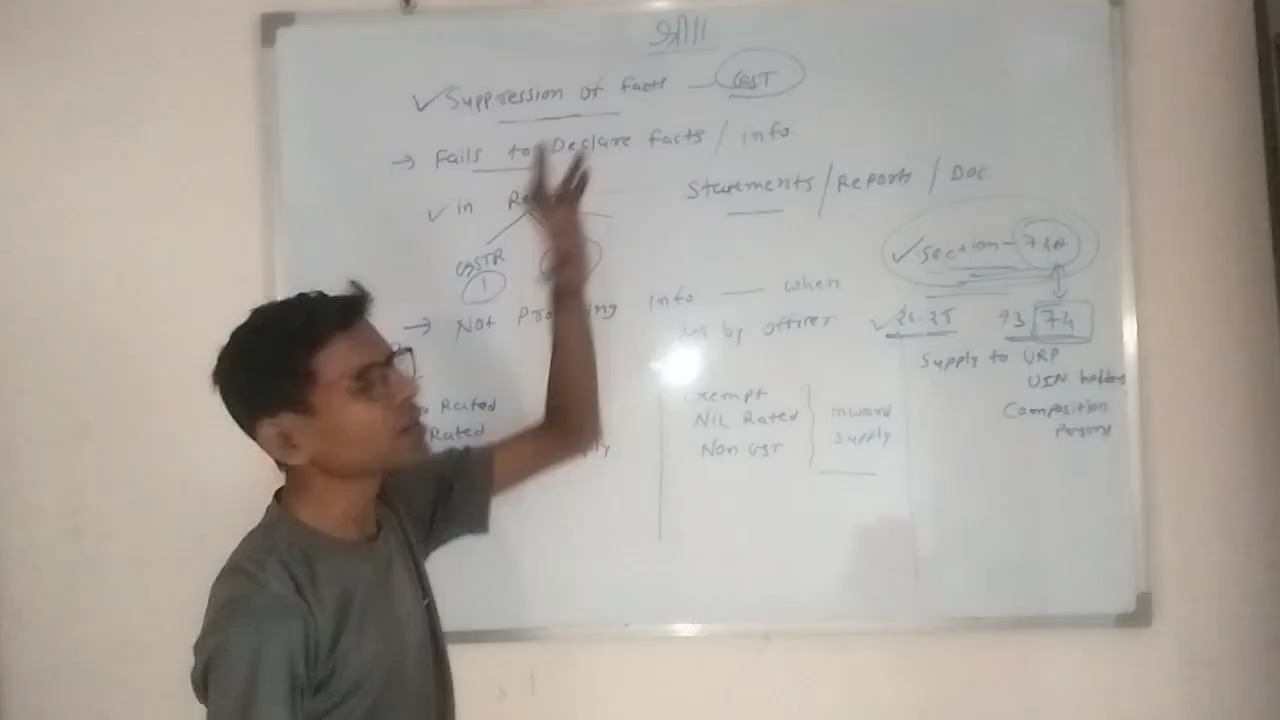 श्री॥
✓ Suppression of facts — GST
→ Fails to Declare facts / info
Statements / Reports / Doc.
✓ in
✓ Section - 74A
GSTR
1
→ Not info — when
by officer
✓ 24-25 73 74
Supply to URP
UIN holders
Composition
Persons
Rated
Rated
Exempt
Nil Rated
Non GST
inward
supply